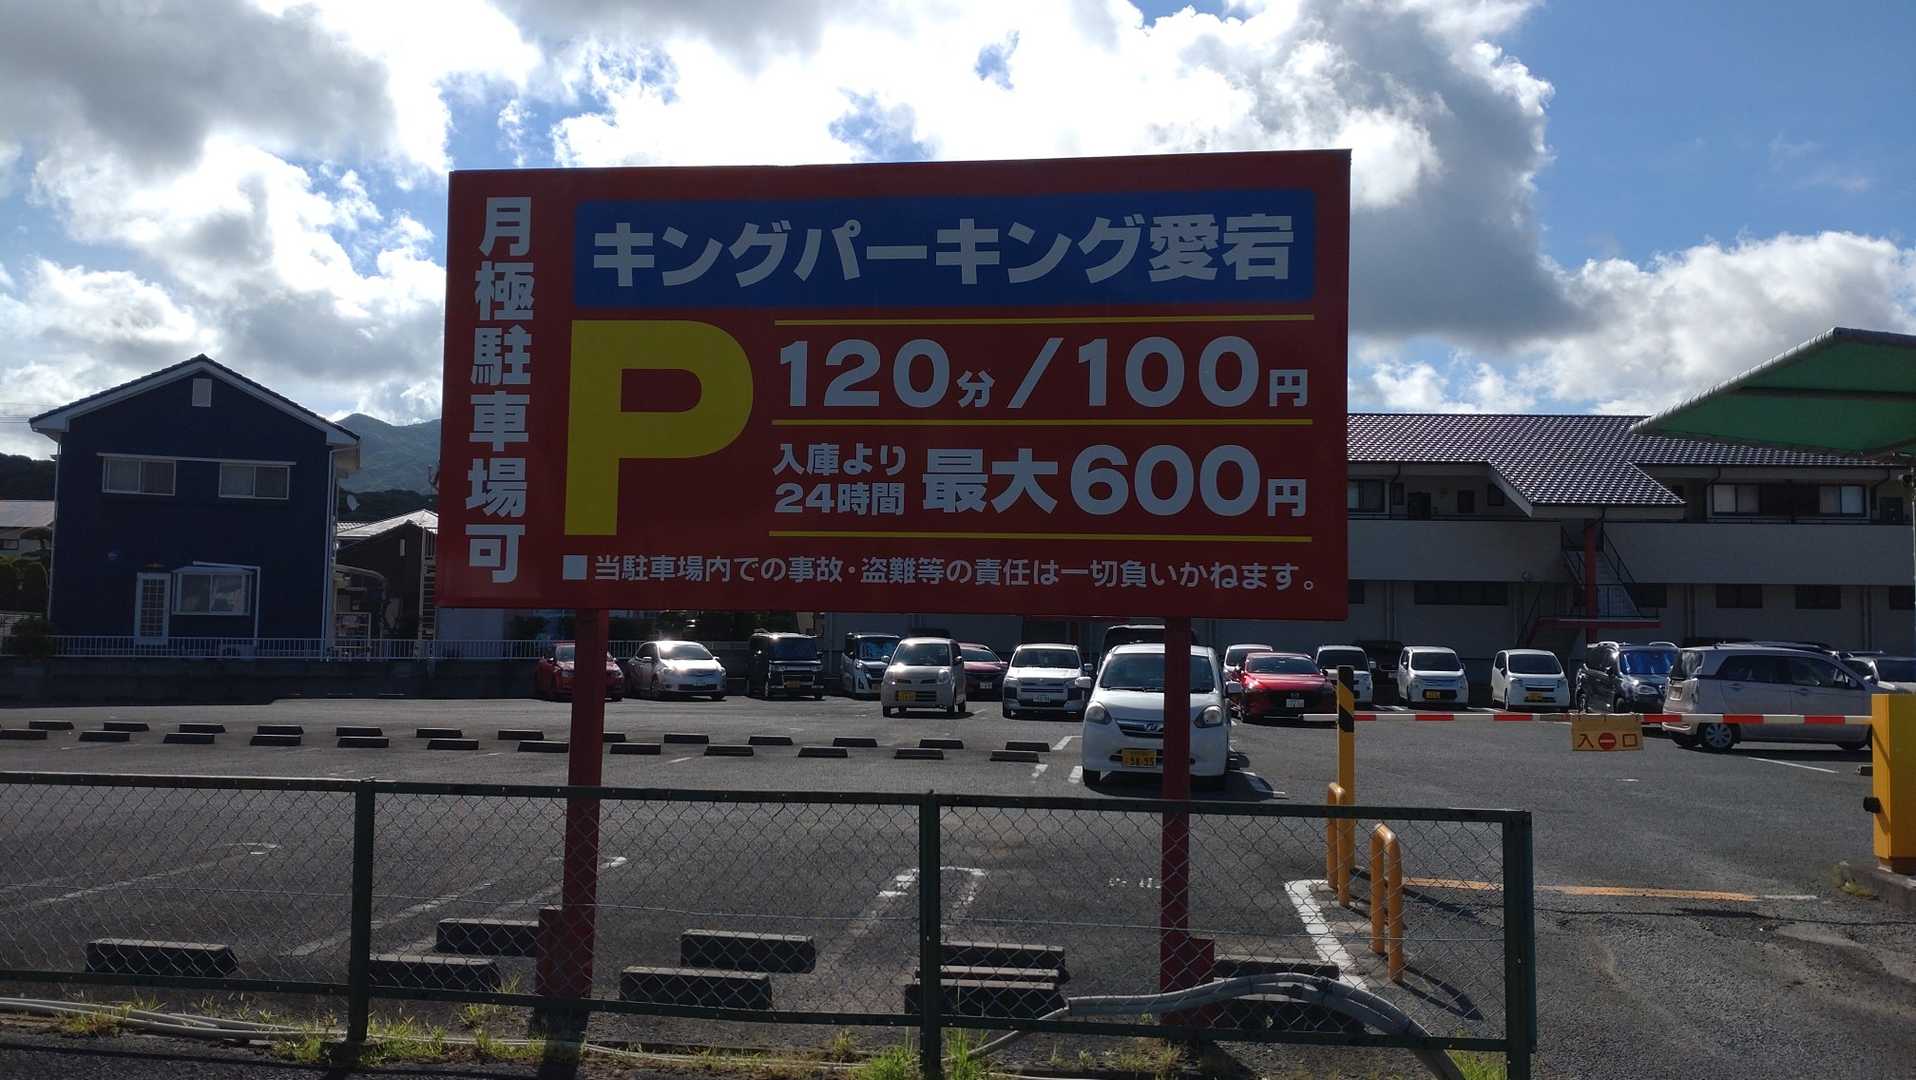 月極駐車場可
キングパーキング愛宕
P
120分/100円
入庫より
24時間
最大600円
■当駐車場内での事故・盗難等の責任は一切負いかねます。
入口